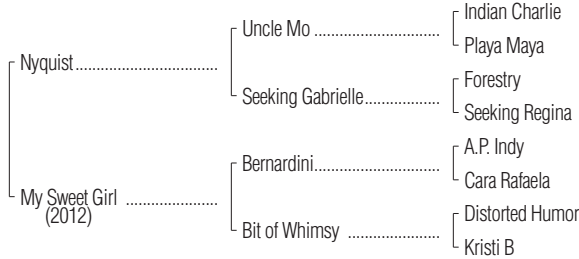 Indian Charlie
Uncle Mo ..............................
Playa Maya
Nyquist..................................
Forestry
Seeking Gabrielle..................
Seeking Regina
A.P. Indy
Bernardini..............................
Cara Rafaela
My Sweet Girl ......................
(2012)
Distorted Humor
Bit of Whimsy ......................
Kristi B